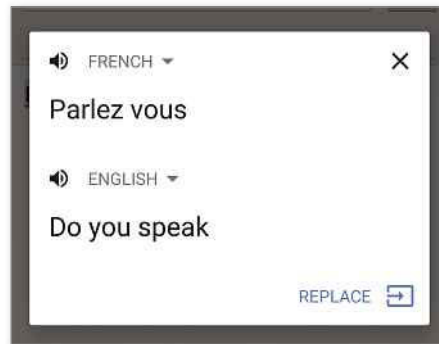 FRENCH
Parlez vous
ENGLISH
Do you speak
REPLACE